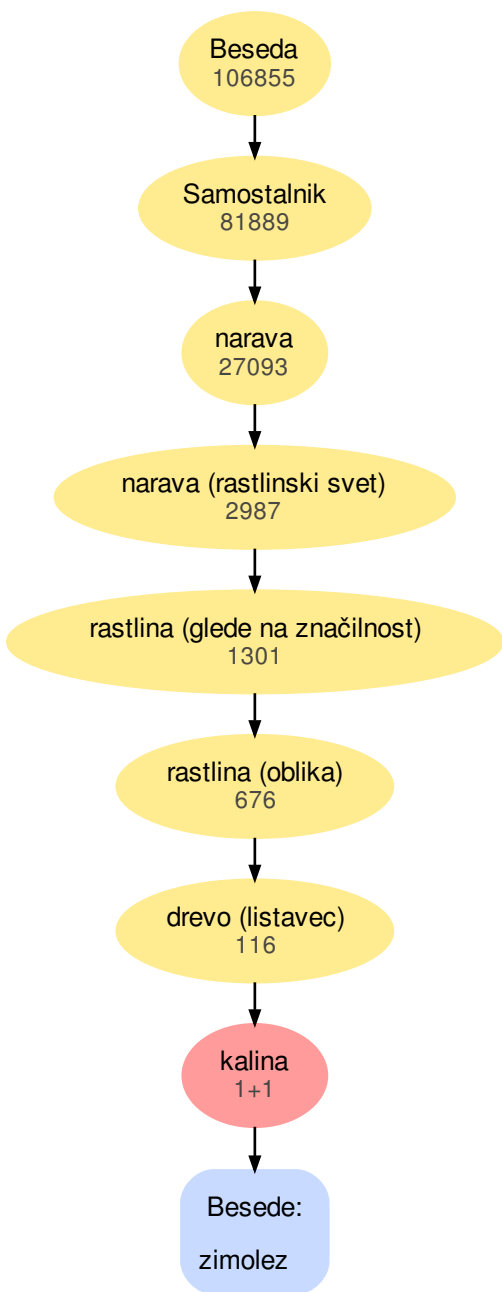 Beseda
106855
Samostalnik
81889
narava
27093
narava (rastlinski svet)
2987
rastlina (glede na značilnost)
1301
rastlina (oblika)
676
drevo (listavec)
116
kalina
1+1
Besede:
zimolez